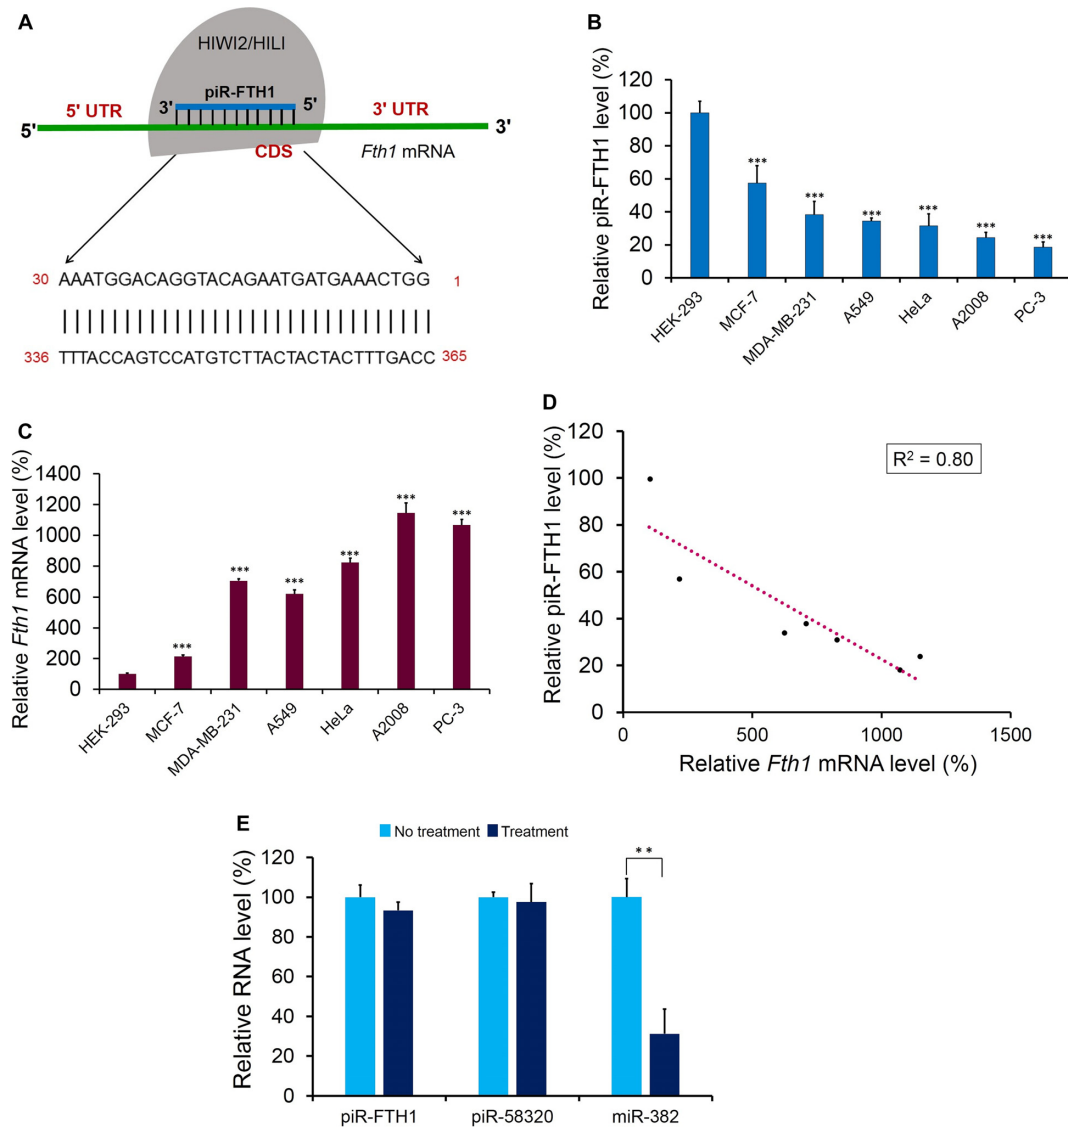 A
HIWI2/HILI
piR-FTH1
3' 5'
5' UTR 3' UTR
5' 3'
CDS Fth1 mRNA
30 AAATGGACAGGTACAGAATGATGAAACTGG 1
336 TTTACCAGTCCATGTCTTACTACTACTTTGACC 365
B
Relative piR-FTH1 level (%)
120
100
80
60
40
20
0
*** *** *** *** *** ***
HEK-293 MCF-7 MDA-MB-231 A549 HeLa A2008 PC-3
C
Relative Fth1 mRNA level (%)
1400
1200
1000
800
600
400
200
0
*** *** *** *** *** ***
HEK-293 MCF-7 MDA-MB-231 A549 HeLa A2008 PC-3
D
Relative piR-FTH1 level (%)
120
100
80
60
40
20
0
R² = 0.80
0 500 1000 1500
Relative Fth1 mRNA level (%)
E
No treatment Treatment
Relative RNA level (%)
120
100
80
60
40
20
0
**
piR-FTH1 piR-58320 miR-382